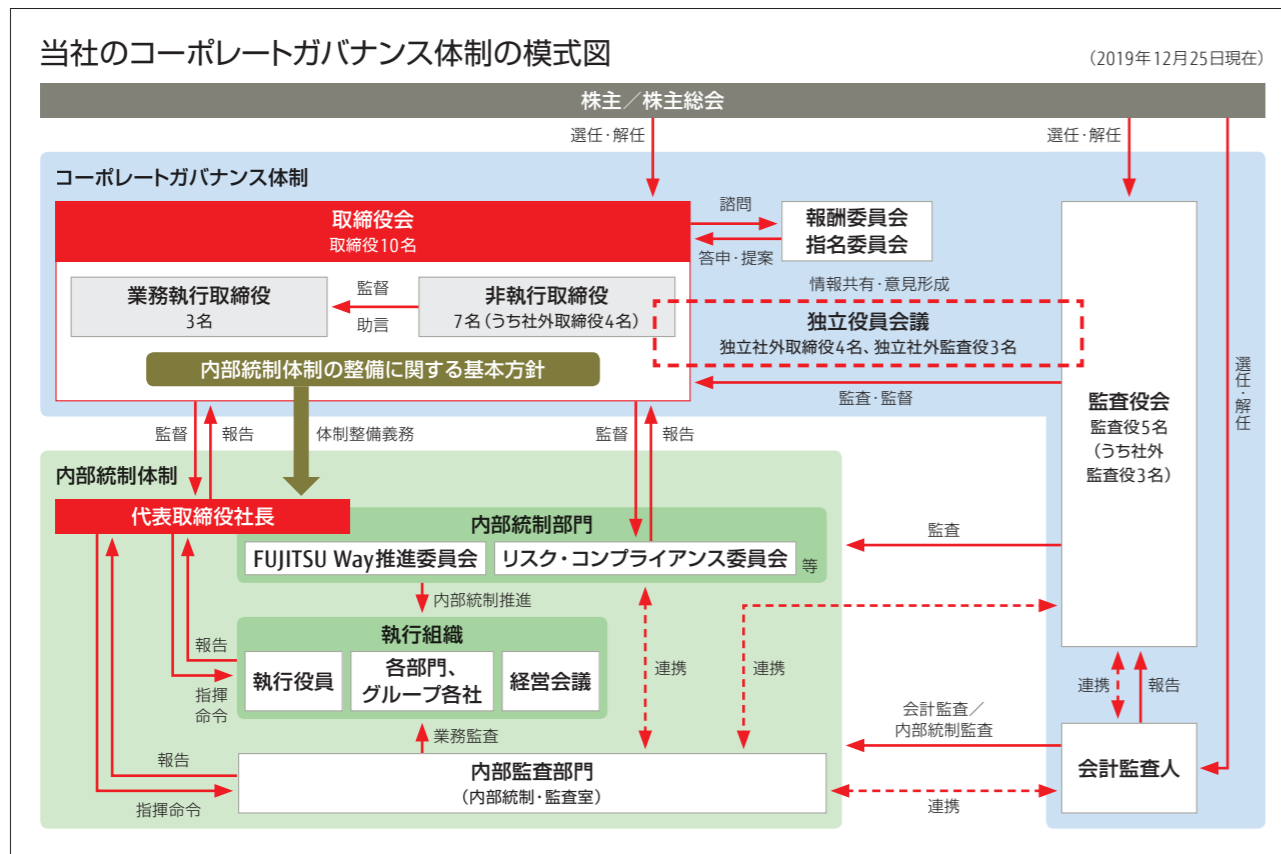 当社のコーポレートガバナンス体制の模式図
（2019年12月25日現在）
株主／株主総会
選任・解任
選任・解任
コーポレートガバナンス体制
取締役会
取締役10名
諮問
答申・提案
報酬委員会
指名委員会
業務執行取締役
3名
監督
助言
非執行取締役
7名（うち社外取締役4名）
情報共有・意見形成
独立役員会議
独立社外取締役4名、独立社外監査役3名
内部統制体制の整備に関する基本方針
監査・監督
監査役会
監査役5名
（うち社外
監査役3名）
選任・解任
監督
報告
体制整備義務
監督
報告
内部統制体制
代表取締役社長
内部統制部門
FUJITSU Way推進委員会
リスク・コンプライアンス委員会
等
監査
内部統制推進
執行組織
執行役員
各部門、
グループ各社
経営会議
報告
指揮
命令
連携
連携
連携
報告
業務監査
会計監査／
内部統制監査
報告
指揮命令
内部監査部門
（内部統制・監査室）
連携
会計監査人